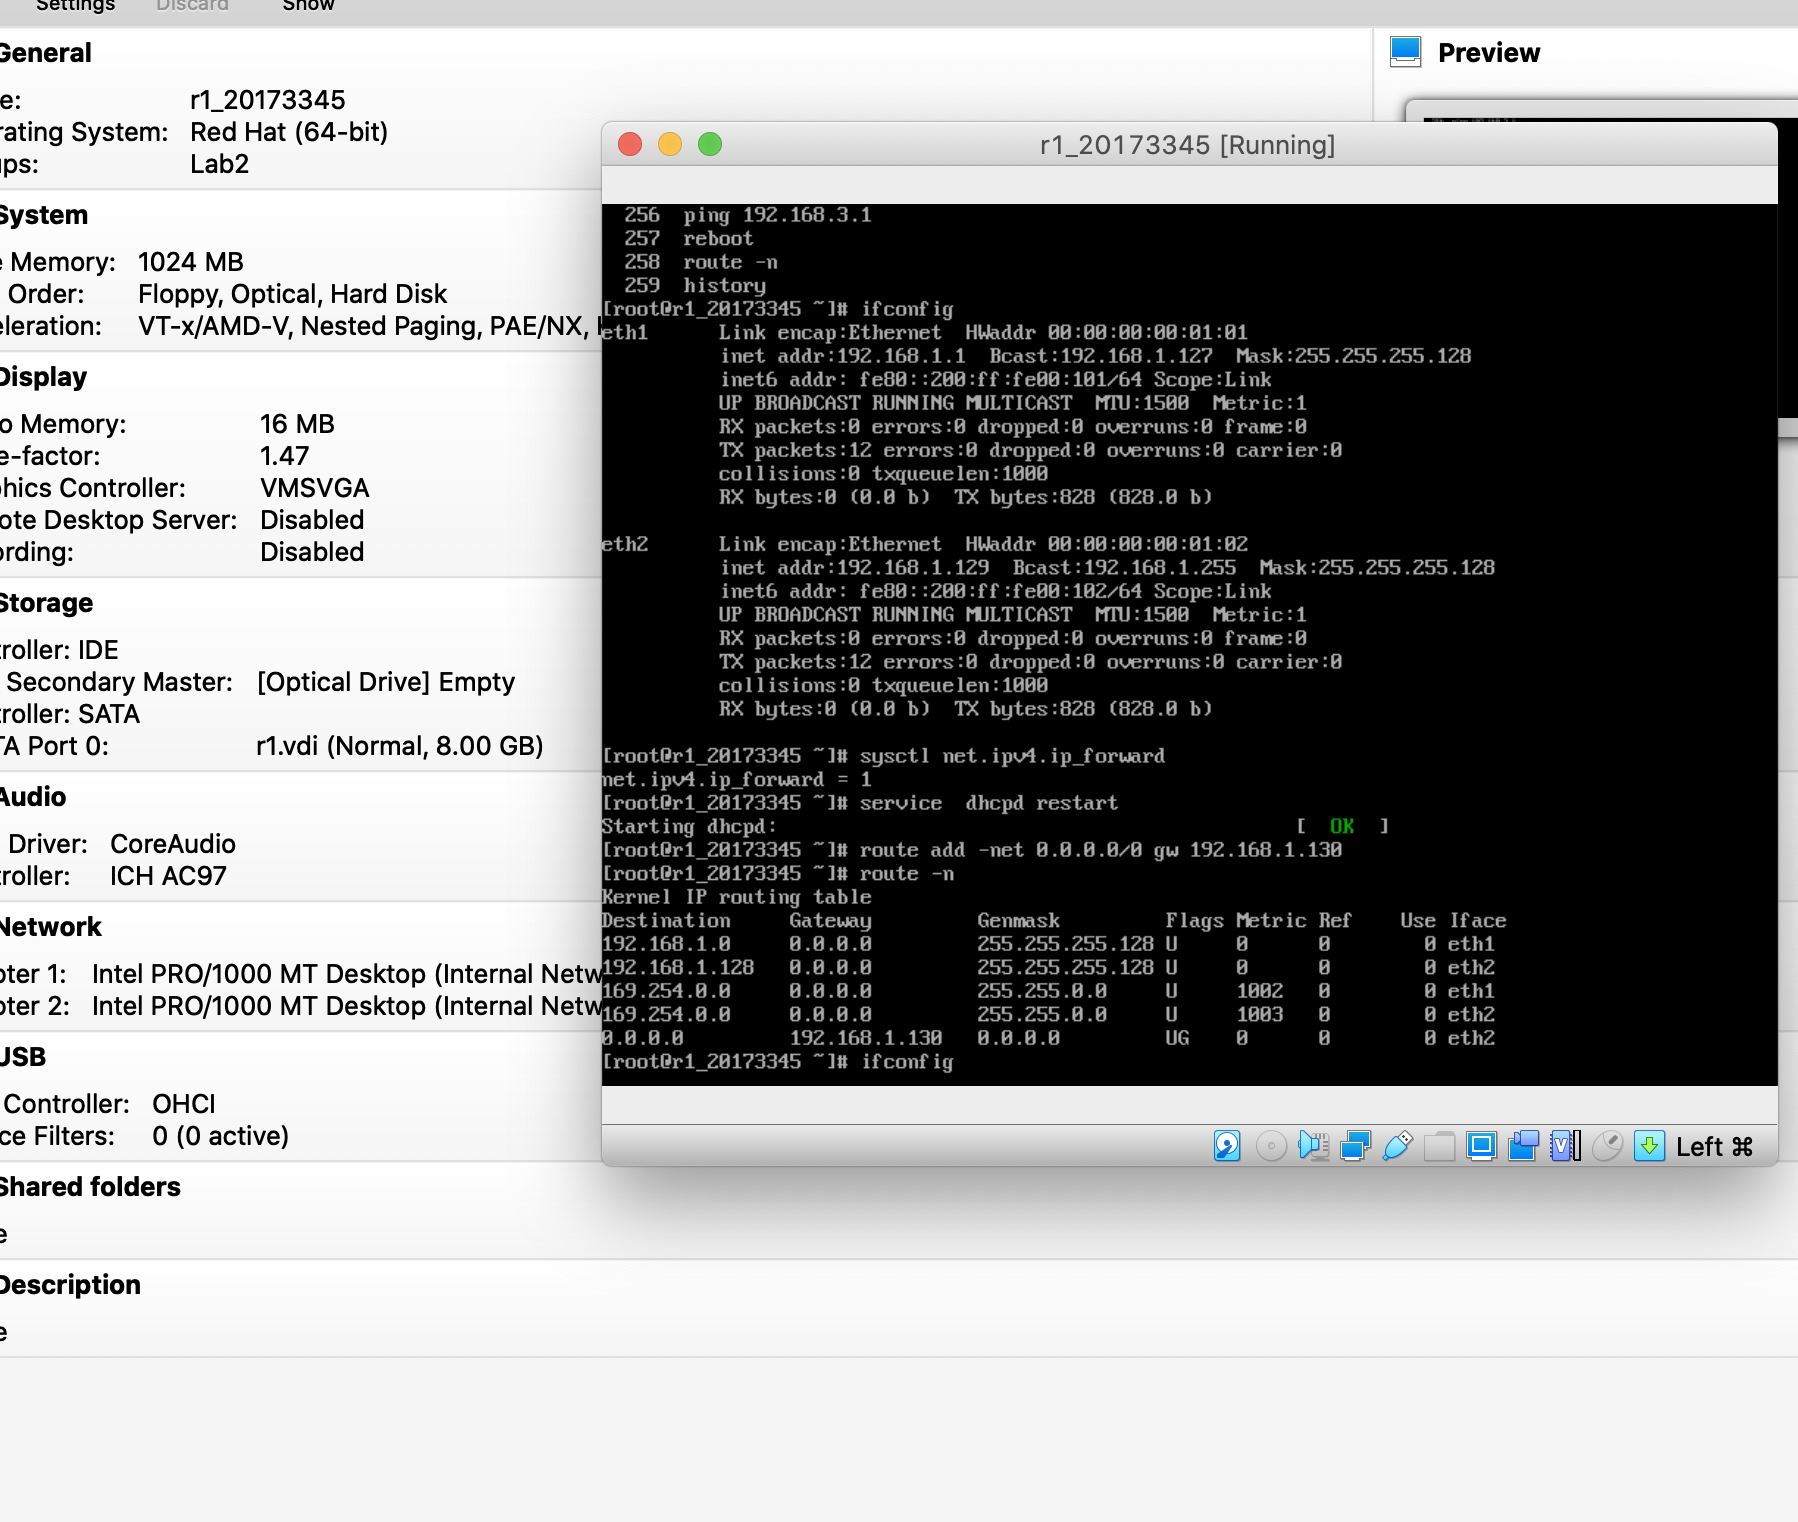 Settings Discard Show
General
e: r1_20173345
rating System: Red Hat (64-bit)
ups: Lab2
System
e Memory: 1024 MB
Order: Floppy, Optical, Hard Disk
eleration: VT-x/AMD-V, Nested Paging, PAE/NX,
Display
o Memory: 16 MB
e-factor: 1.47
phics Controller: VMSVGA
ote Desktop Server: Disabled
ording: Disabled
Storage
troller: IDE
Secondary Master: [Optical Drive] Empty
troller: SATA
TA Port 0: r1.vdi (Normal, 8.00 GB)
Audio
Driver: CoreAudio
troller: ICH AC97
Network
pter 1: Intel PRO/1000 MT Desktop (Internal Netw
pter 2: Intel PRO/1000 MT Desktop (Internal Netw
USB
Controller: OHCI
ce Filters: 0 (0 active)
Shared folders
e
Description
e
Preview
r1_20173345 [Running]
256 ping 192.168.3.1
257 reboot
258 route -n
259 history
[root@r1_20173345 ~]# ifconfig
eth1 Link encap:Ethernet HWaddr 00:00:00:00:01:01
inet addr:192.168.1.1 Bcast:192.168.1.127 Mask:255.255.255.128
inet6 addr: fe80::200:ff:fe00:101/64 Scope:Link
UP BROADCAST RUNNING MULTICAST MTU:1500 Metric:1
RX packets:0 errors:0 dropped:0 overruns:0 frame:0
TX packets:12 errors:0 dropped:0 overruns:0 carrier:0
collisions:0 txqueuelen:1000
RX bytes:0 (0.0 b) TX bytes:828 (828.0 b)
eth2 Link encap:Ethernet HWaddr 00:00:00:00:01:02
inet addr:192.168.1.129 Bcast:192.168.1.255 Mask:255.255.255.128
inet6 addr: fe80::200:ff:fe00:102/64 Scope:Link
UP BROADCAST RUNNING MULTICAST MTU:1500 Metric:1
RX packets:0 errors:0 dropped:0 overruns:0 frame:0
TX packets:12 errors:0 dropped:0 overruns:0 carrier:0
collisions:0 txqueuelen:1000
RX bytes:0 (0.0 b) TX bytes:828 (828.0 b)
[root@r1_20173345 ~]# sysctl net.ipv4.ip_forward
net.ipv4.ip_forward = 1
[root@r1_20173345 ~]# service dhcpd restart
Starting dhcpd: [ OK ]
[root@r1_20173345 ~]# route add -net 0.0.0.0/0 gw 192.168.1.130
[root@r1_20173345 ~]# route -n
Kernel IP routing table
Destination Gateway Genmask Flags Metric Ref Use Iface
192.168.1.0 0.0.0.0 255.255.255.128 U 0 0 0 eth1
192.168.1.128 0.0.0.0 255.255.255.128 U 0 0 0 eth2
169.254.0.0 0.0.0.0 255.255.0.0 U 1002 0 0 eth1
169.254.0.0 0.0.0.0 255.255.0.0 U 1003 0 0 eth2
0.0.0.0 192.168.1.130 0.0.0.0 UG 0 0 0 eth2
[root@r1_20173345 ~]# ifconfig
Left ⌘